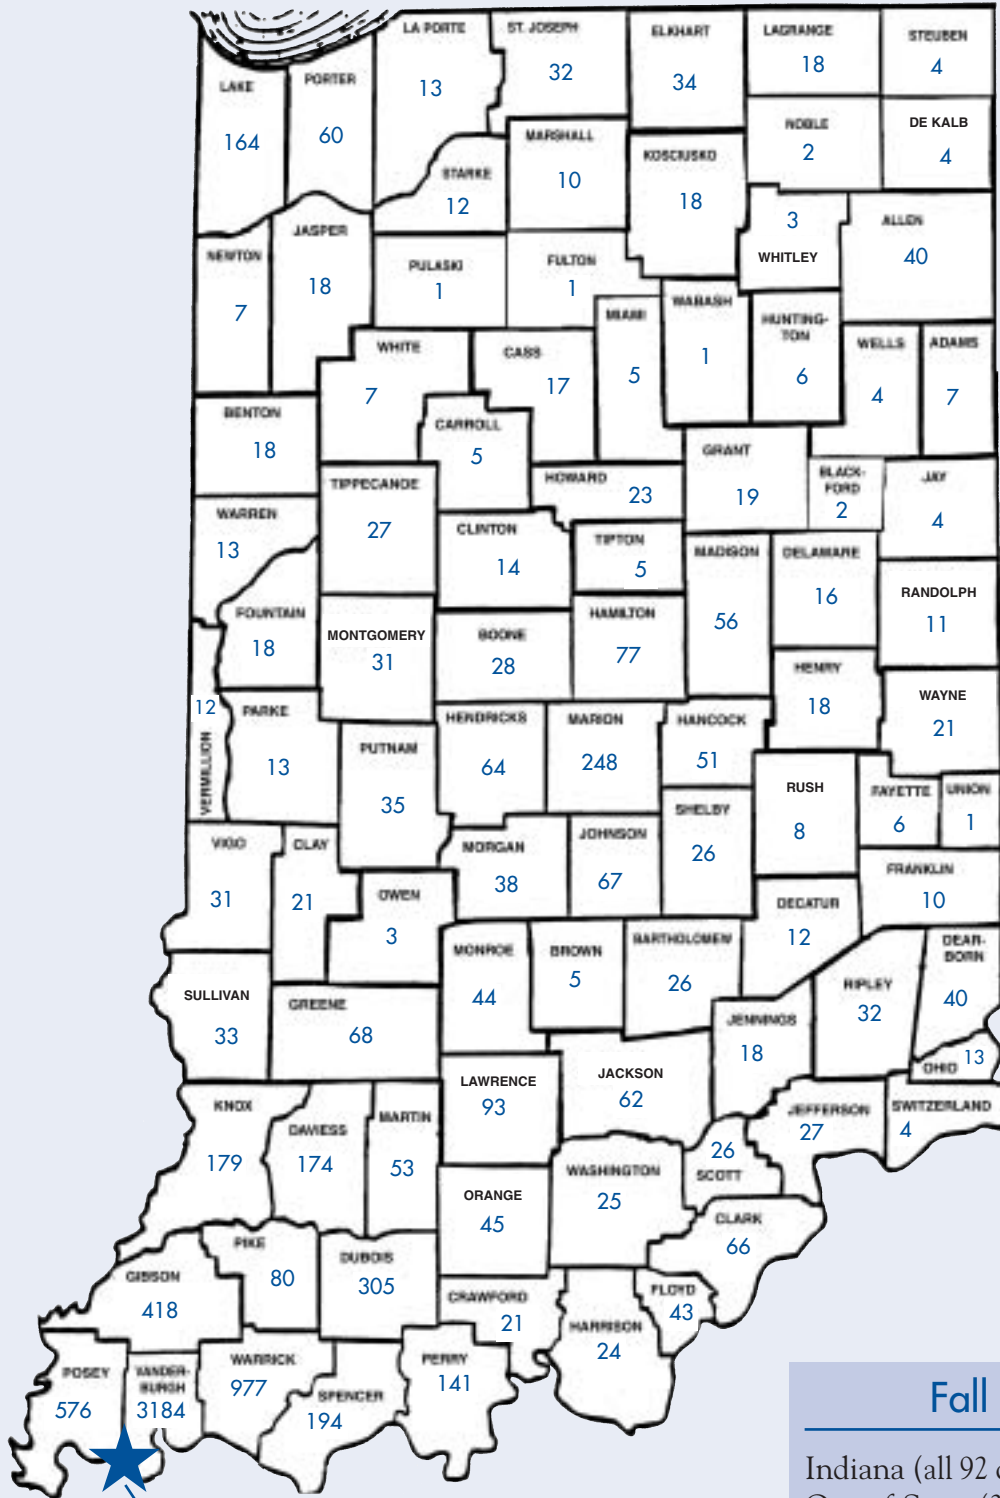 LA PORTE
13
ST. JOSEPH
32
ELKHART
34
LAGRANGE
18
STEUBEN
4
LAKE
164
PORTER
60
STARKE
12
MARSHALL
10
KOSCIUSKO
18
NOBLE
2
DE KALB
4
NEWTON
7
JASPER
18
PULASKI
1
FULTON
1
3
WHITLEY
ALLEN
40
WHITE
7
CASS
17
MIAMI
5
WABASH
1
HUNTING-
TON
6
WELLS
4
ADAMS
7
BENTON
18
CARROLL
5
TIPPECANOE
27
HOWARD
23
GRANT
19
BLACK-
FORD
2
JAY
4
WARREN
13
CLINTON
14
TIPTON
5
MADISON
56
DELAWARE
16
RANDOLPH
11
FOUNTAIN
18
MONTGOMERY
31
BOONE
28
HAMILTON
77
HENRY
18
WAYNE
21
12
VERMILLION
PARKE
13
PUTNAM
35
HENDRICKS
64
MARION
248
HANCOCK
51
RUSH
8
FAYETTE
6
UNION
1
SHELBY
26
VIGO
31
CLAY
21
MORGAN
38
JOHNSON
67
FRANKLIN
10
OWEN
3
DECATUR
12
MONROE
44
BROWN
5
BARTHOLOMEW
26
DEAR-
BORN
40
RIPLEY
32
SULLIVAN
33
GREENE
68
JENNINGS
18
OHIO
13
LAWRENCE
93
JACKSON
62
JEFFERSON
27
SWITZERLAND
4
KNOX
179
DAVIESS
174
MARTIN
53
26
SCOTT
WASHINGTON
25
ORANGE
45
CLARK
66
PIKE
80
DUBOIS
305
GIBSON
418
CRAWFORD
21
FLOYD
43
HARRISON
24
POSEY
576
VANDER-
BURGH
3184
WARRICK
977
SPENCER
194
PERRY
141
Fall
Indiana (all 92